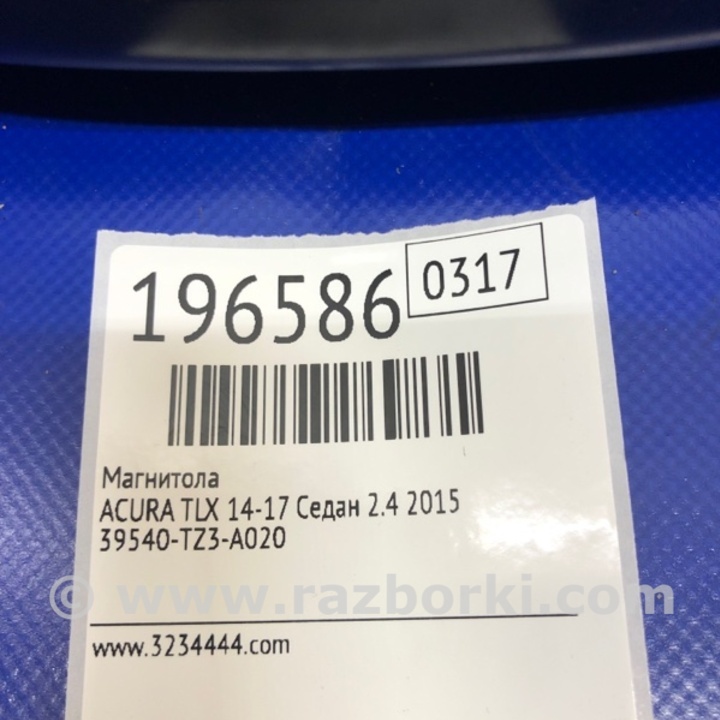 196586 0317
Магнитола
ACURA TLX 14-17 Седан 2.4 2015
39540-TZ3-A020
© www.razborki.com
www.3234444.com